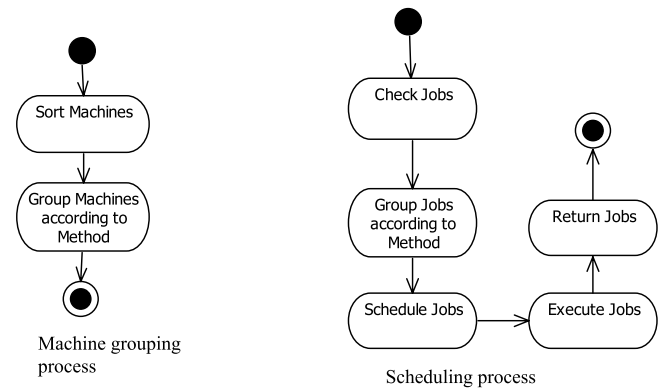 Sort Machines
Group Machines
according to
Method
Machine grouping
process
Check Jobs
Group Jobs
according to
Method
Schedule Jobs
Execute Jobs
Return Jobs
Scheduling process